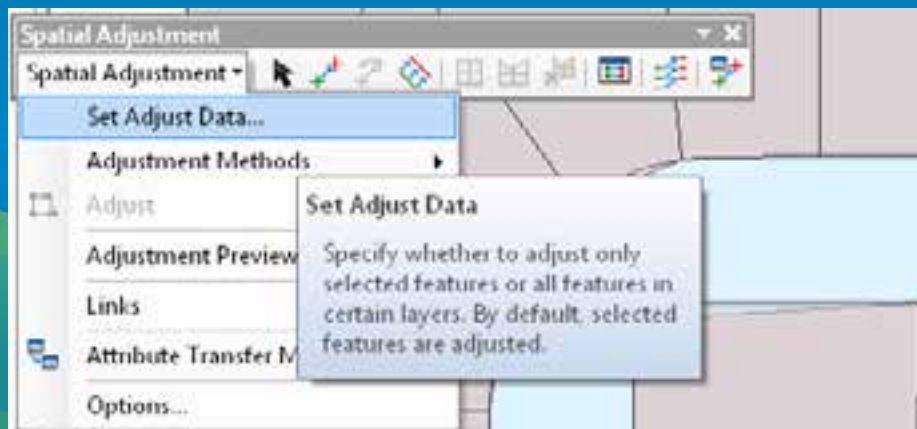 Spatial Adjustment
Spatial Adjustment
Set Adjust Data...
Adjustment Methods
Adjust
Set Adjust Data
Adjustment Preview
Specify whether to adjust only
selected features or all features in
Links
certain layers. By default, selected
features are adjusted.
Attribute Transfer M
Options...